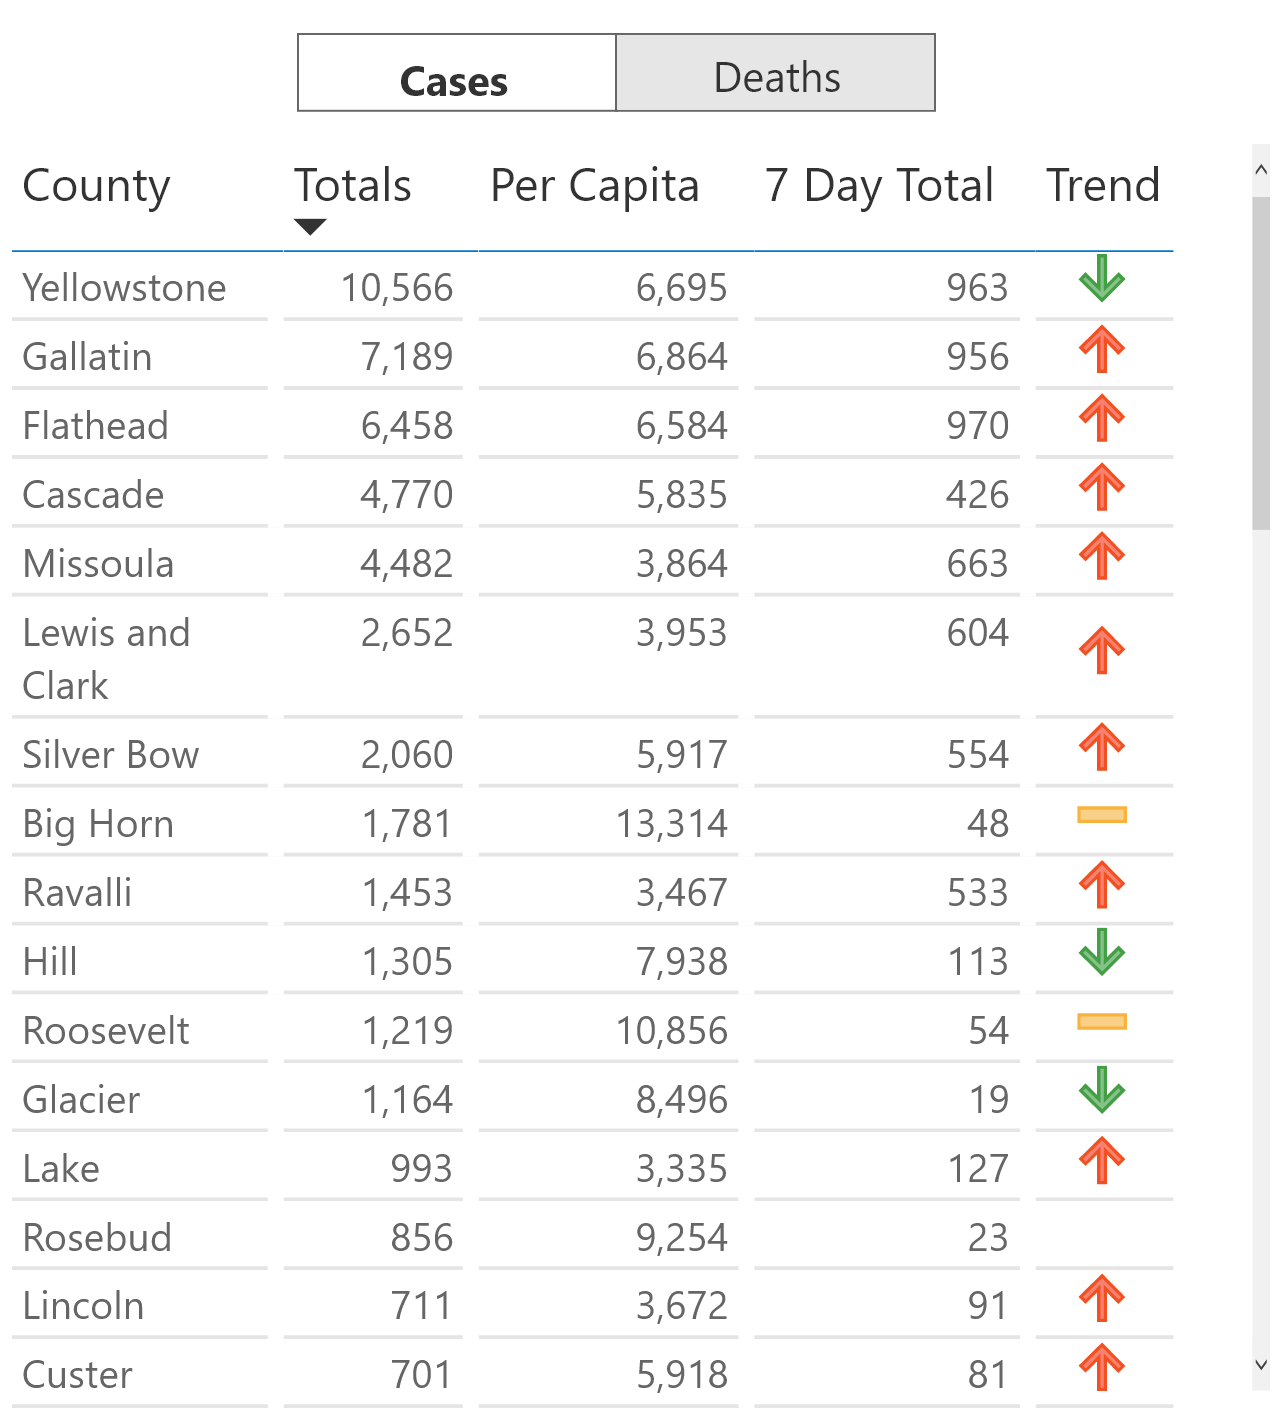 Cases Deaths
County Totals Per Capita 7 Day Total Trend
Yellowstone 10,566 6,695 963
Gallatin 7,189 6,864 956
Flathead 6,458 6,584 970
Cascade 4,770 5,835 426
Missoula 4,482 3,864 663
Lewis and 2,652 3,953 604
Clark
Silver Bow 2,060 5,917 554
Big Horn 1,781 13,314 48
Ravalli 1,453 3,467 533
Hill 1,305 7,938 113
Roosevelt 1,219 10,856 54
Glacier 1,164 8,496 19
Lake 993 3,335 127
Rosebud 856 9,254 23
Lincoln 711 3,672 91
Custer 701 5,918 81